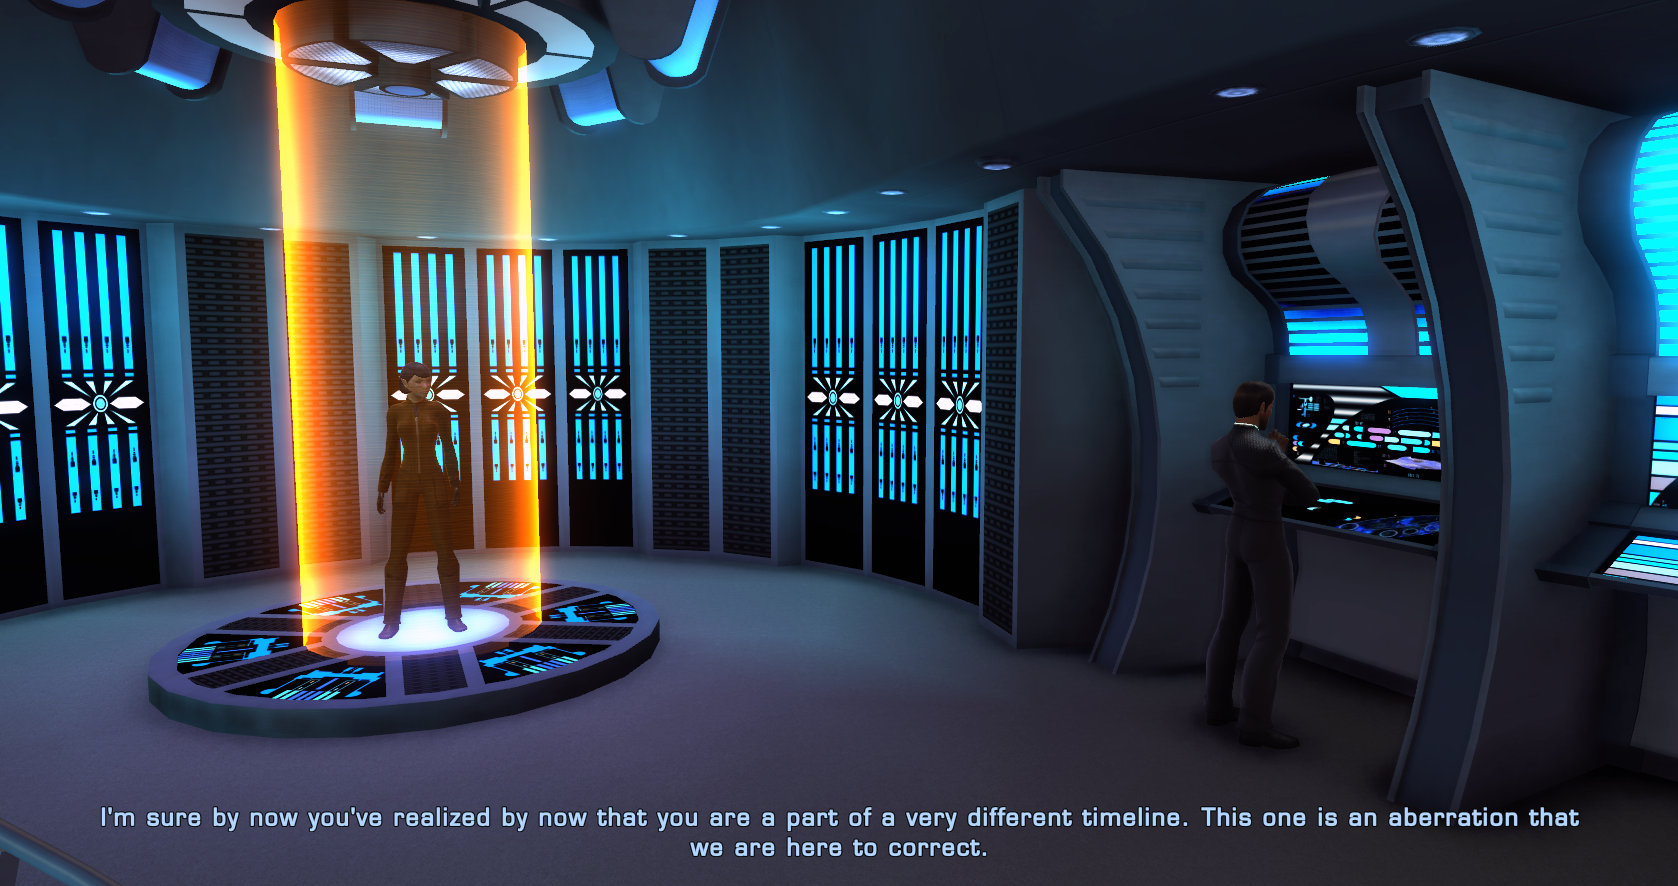 I'm sure by now you've realized by now that you are a part of a very different timeline. This one is an aberration that
we are here to correct.